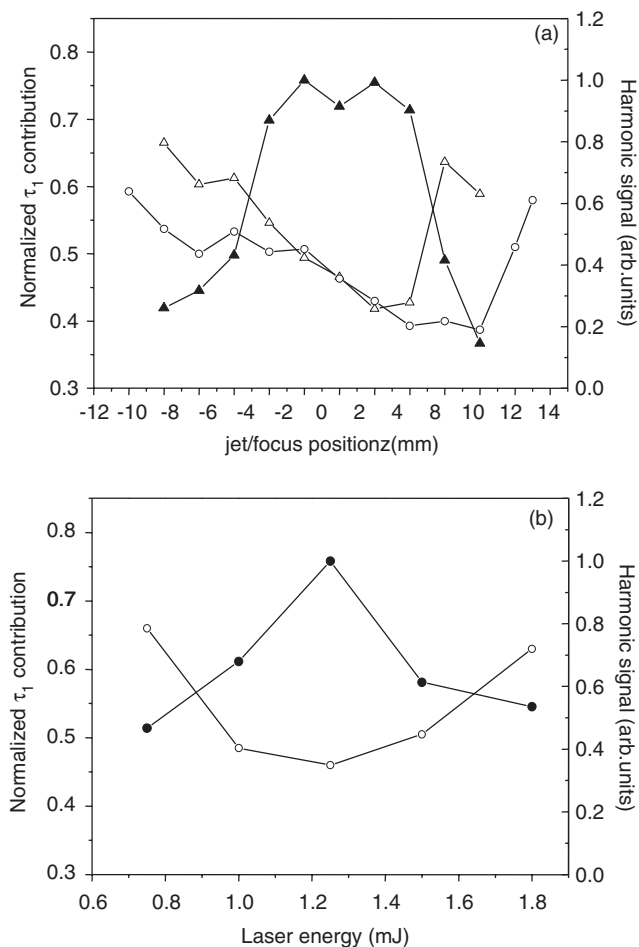 (a)
Normalized τ1 contribution
0.8
0.7
0.6
0.5
0.4
0.3
1.2
1.0
0.8
0.6
0.4
0.2
0.0
Harmonic signal (arb.units)
-12 -10 -8 -6 -4 -2 0 2 4 6 8 10 12 14
jet/focus positionz(mm)
(b)
Normalized τ1 contribution
0.8
0.7
0.6
0.5
0.4
0.3
1.2
1.0
0.8
0.6
0.4
0.2
0.0
Harmonic signal (arb.units)
0.6 0.8 1.0 1.2 1.4 1.6 1.8
Laser energy (mJ)